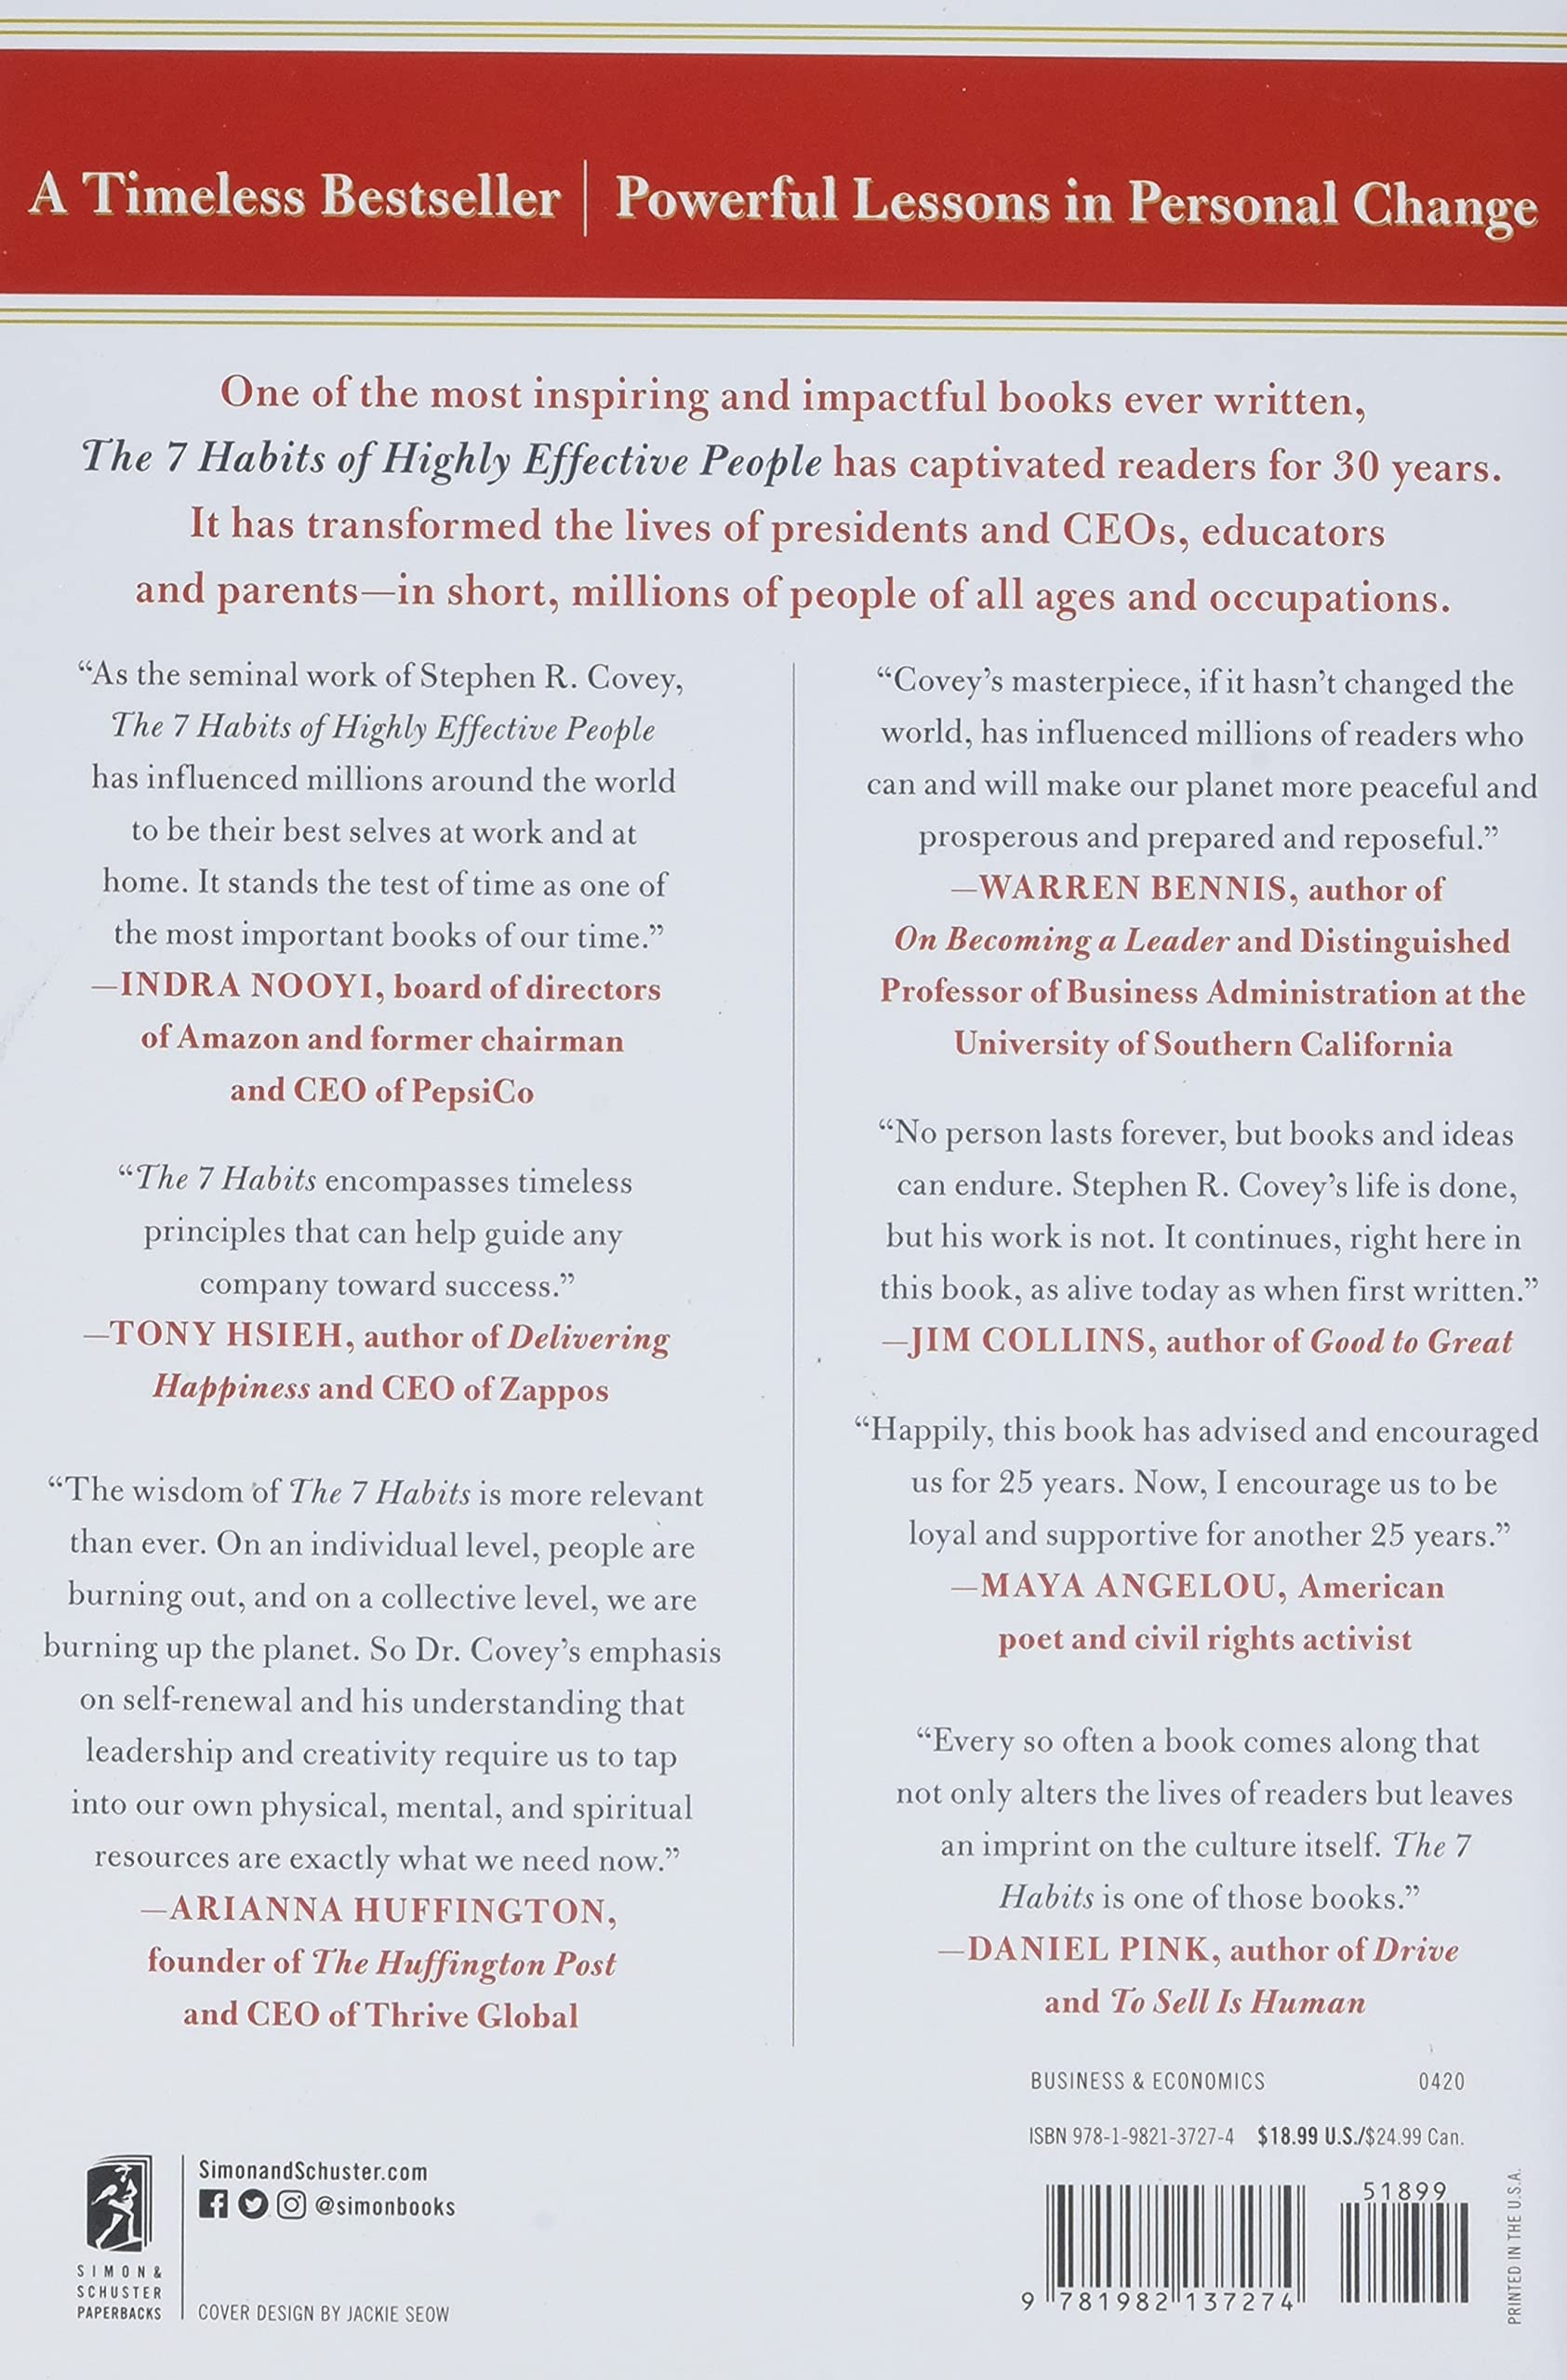 A Timeless Bestseller | Powerful Lessons in Personal Change
One of the most inspiring and impactful books ever written,
The 7 Habits of Highly Effective People has captivated readers for 30 years.
It has transformed the lives of presidents and CEOs, educators
and parents—in short, millions of people of all ages and occupations.
“As the seminal work of Stephen R. Covey,
The 7 Habits of Highly Effective People
has influenced millions around the world
to be their best selves at work and at
home. It stands the test of time as one of
the most important books of our time.”
—INDRA NOOYI, board of directors
of Amazon and former chairman
and CEO of PepsiCo
“The 7 Habits encompasses timeless
principles that can help guide any
company toward success.”
—TONY HSIEH, author of Delivering
Happiness and CEO of Zappos
“The wisdom of The 7 Habits is more relevant
than ever. On an individual level, people are
burning out, and on a collective level, we are
burning up the planet. So Dr. Covey’s emphasis
on self-renewal and his understanding that
leadership and creativity require us to tap
into our own physical, mental, and spiritual
resources are exactly what we need now.”
—ARIANNA HUFFINGTON,
founder of The Huffington Post
and CEO of Thrive Global
“Covey’s masterpiece, if it hasn’t changed the
world, has influenced millions of readers who
can and will make our planet more peaceful and
prosperous and prepared and reposeful.”
—WARREN BENNIS, author of
On Becoming a Leader and Distinguished
Professor of Business Administration at the
University of Southern California
“No person lasts forever, but books and ideas
can endure. Stephen R. Covey’s life is done,
but his work is not. It continues, right here in
this book, as alive today as when first written.”
—JIM COLLINS, author of Good to Great
“Happily, this book has advised and encouraged
us for 25 years. Now, I encourage us to be
loyal and supportive for another 25 years.”
—MAYA ANGELOU, American
poet and civil rights activist
“Every so often a book comes along that
not only alters the lives of readers but leaves
an imprint on the culture itself. The 7
Habits is one of those books.”
—DANIEL PINK, author of Drive
and To Sell Is Human
BUSINESS & ECONOMICS 0420
ISBN 978-1-9821-3727-4 $18.99 U.S./$24.99 Can.
51899
9 781982 137274
PRINTED IN THE U.S.A.
SimonandSchuster.com
@simonbooks
SIMON &
SCHUSTER
PAPERBACKS
COVER DESIGN BY JACKIE SEOW